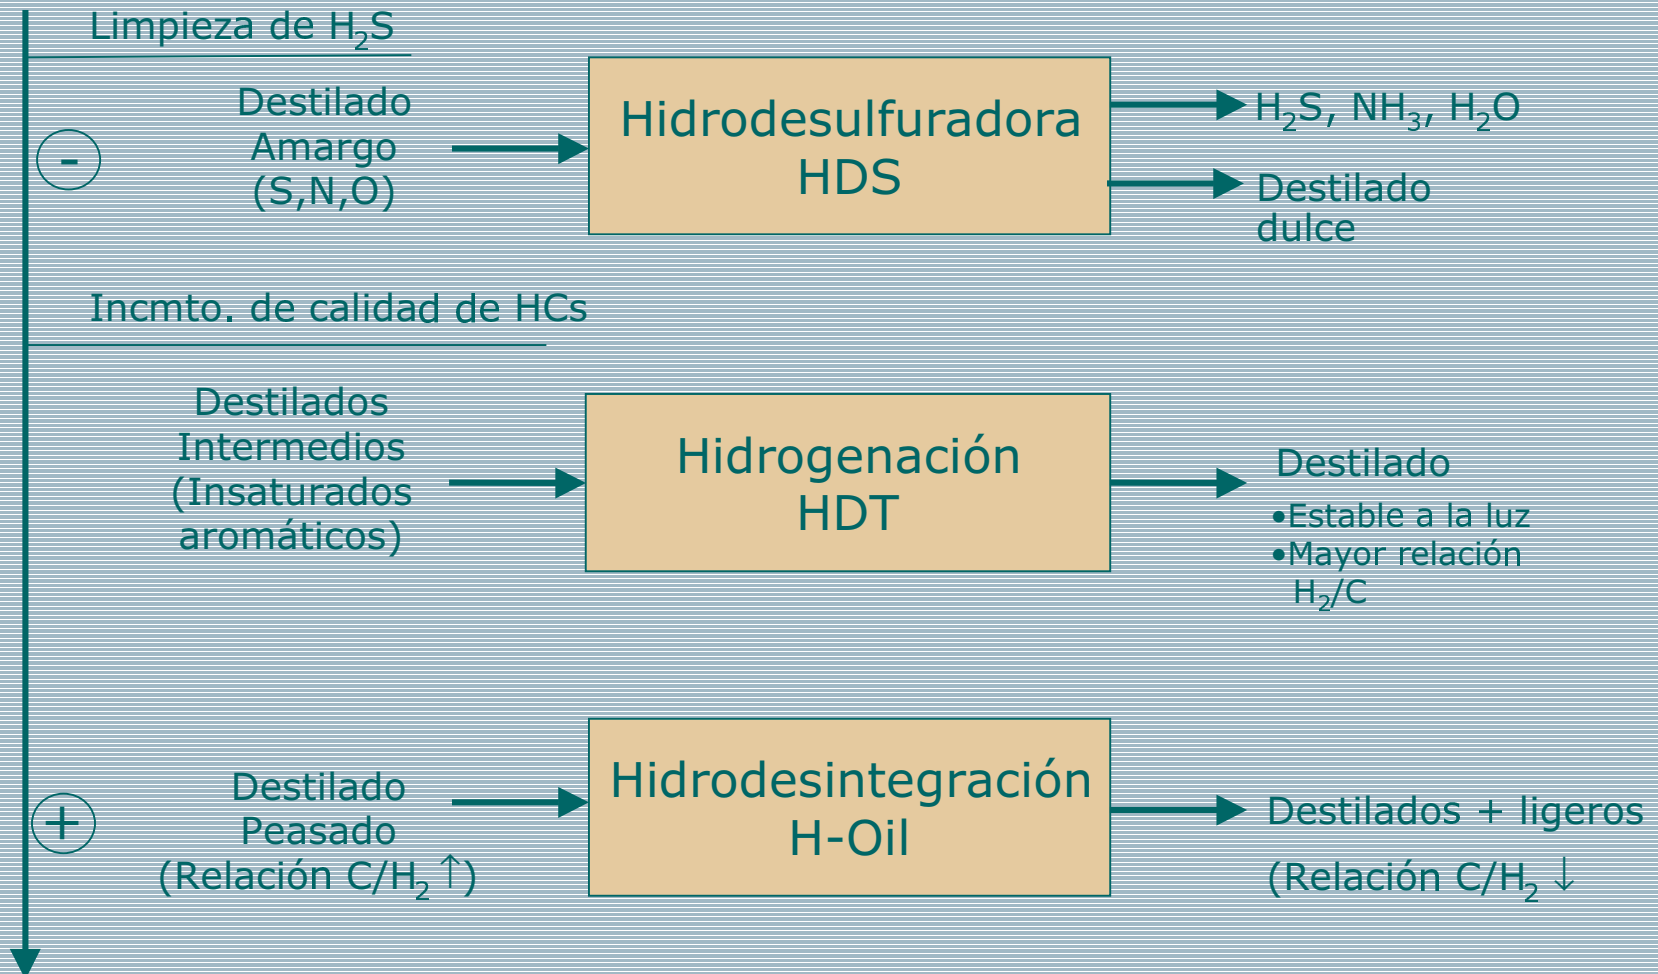 Limpieza de H₂S
Destilado
Amargo
(S,N,O)
-
Hidrodesulfuradora
HDS
H₂S, NH₃, H₂O
Destilado
dulce
Incmto. de calidad de HCs
Destilados
Intermedios
(Insaturados
aromáticos)
Hidrogenación
HDT
Destilado
•Estable a la luz
•Mayor relación
H₂/C
+
Destilado
Peasado
(Relación C/H₂ ↑)
Hidrodesintegración
H-Oil
Destilados + ligeros
(Relación C/H₂ ↓